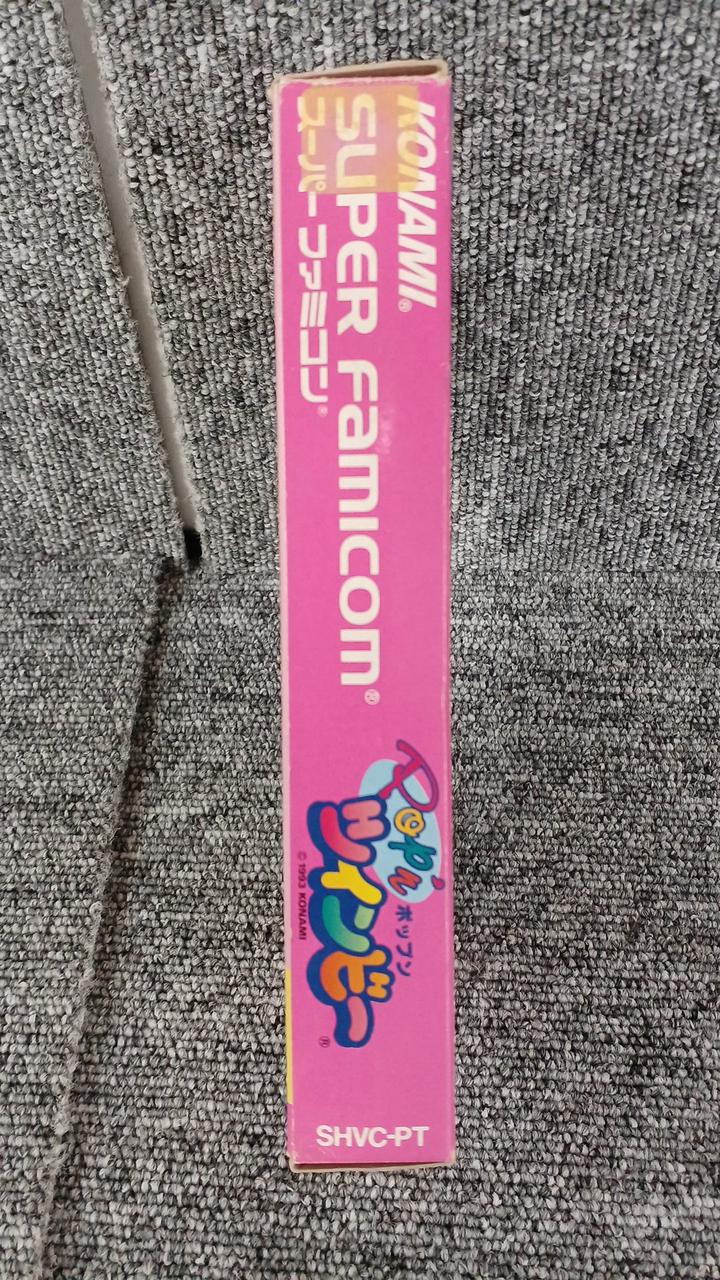 KONAMI®
SUPER FAMICOM®
スーパーファミコン®
Pop'n
ポップン
ツインビー®
© 1993 KONAMI
SHVC-PT